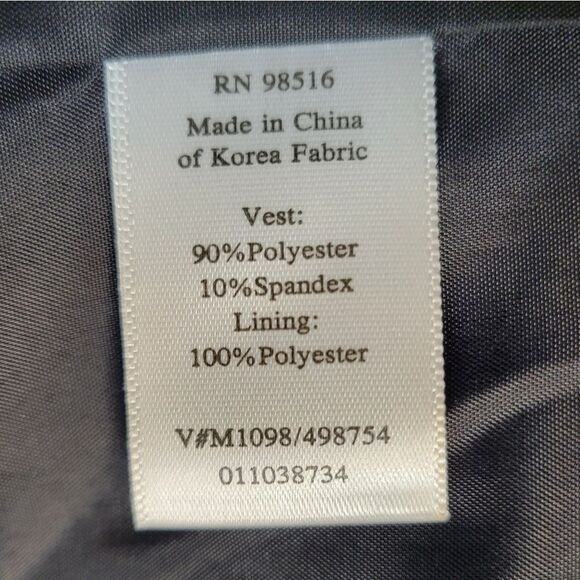 RN 98516
Made in China
of Korea Fabric
Vest:
90%Polyester
10%Spandex
Lining:
100%Polyester
V#M1098/498754
011038734